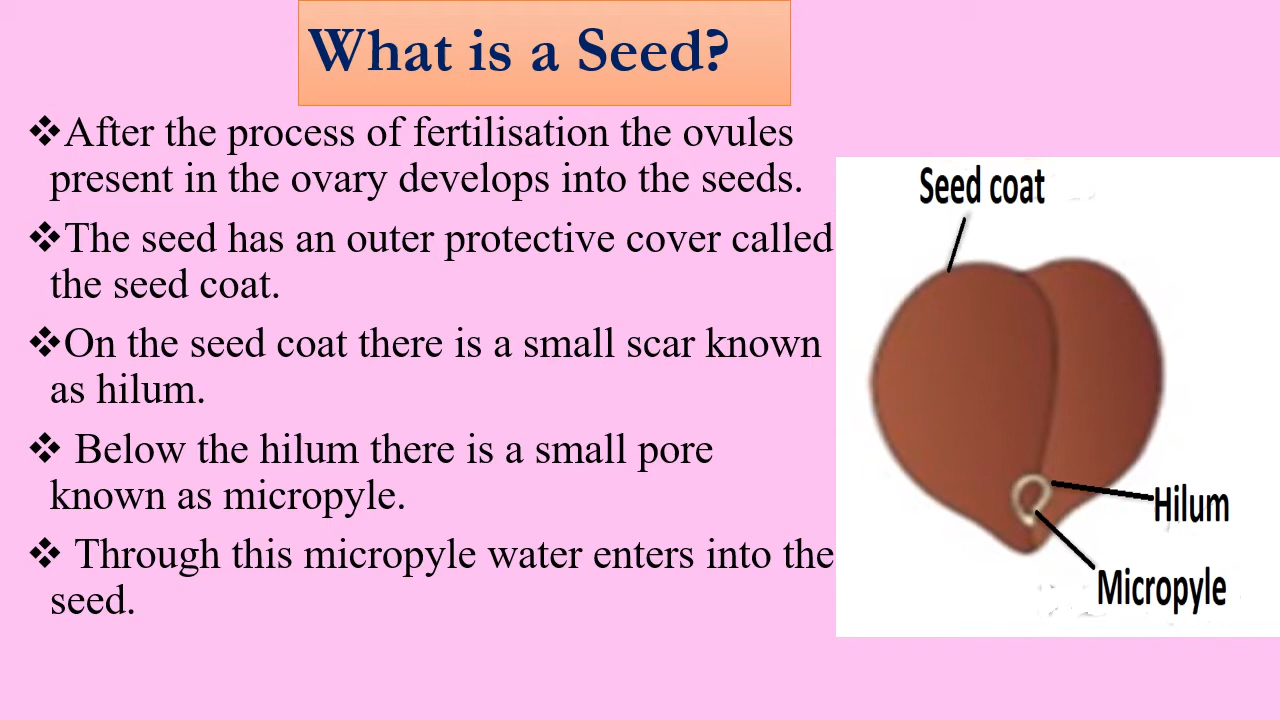 What is a Seed?
❖After the process of fertilisation the ovules
present in the ovary develops into the seeds.
❖The seed has an outer protective cover called
the seed coat.
❖On the seed coat there is a small scar known
as hilum.
❖ Below the hilum there is a small pore
known as micropyle.
❖ Through this micropyle water enters into the
seed.
Seed coat
Hilum
Micropyle